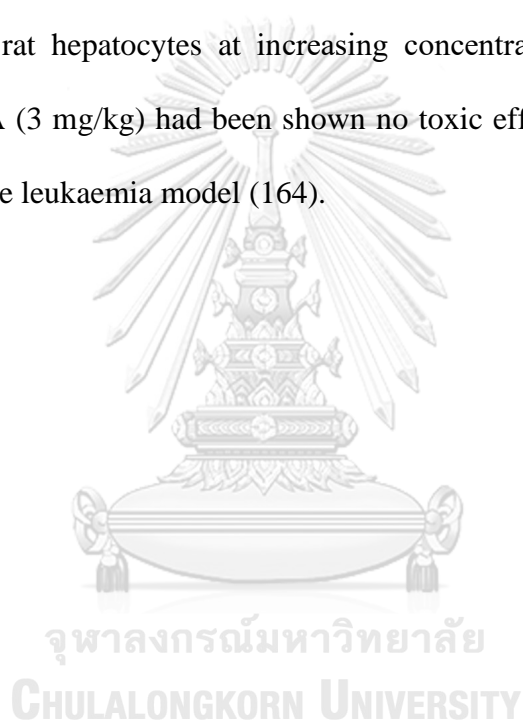 rat hepatocytes at increasing concentra
A (3 mg/kg) had been shown no toxic eff
e leukaemia model (164).
จุฬาลงกรณ์มหาวิทยาลัย
CHULALONGKORN UNIVERSITY